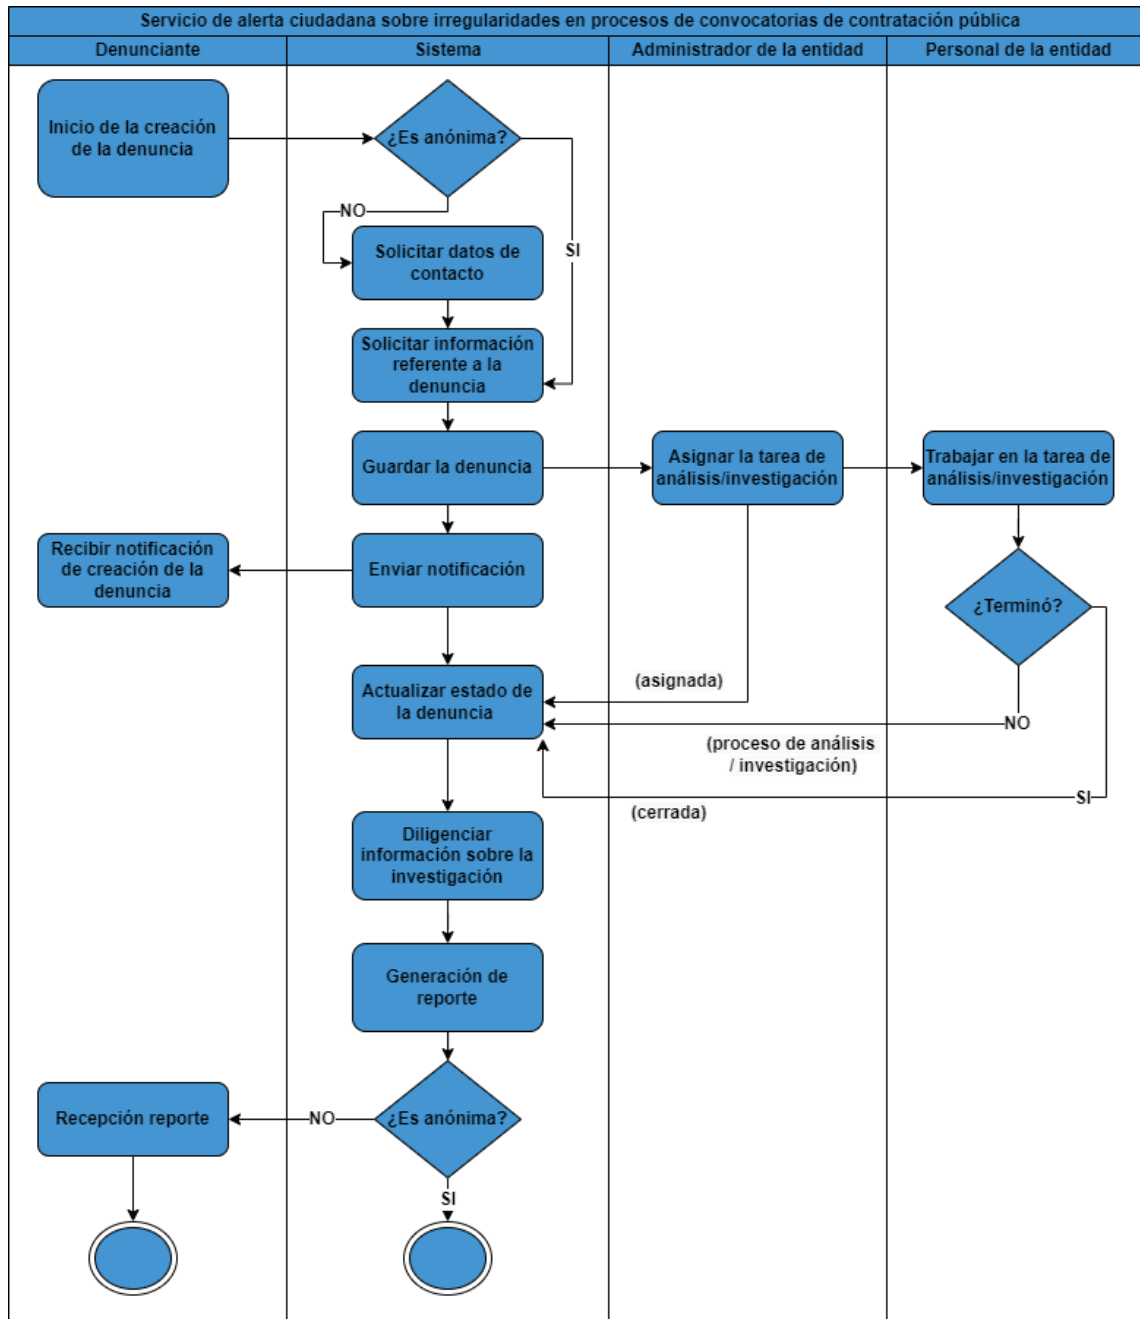 Servicio de alerta ciudadana sobre irregularidades en procesos de convocatorias de contratación pública
Denunciante
Sistema
Administrador de la entidad
Personal de la entidad
Inicio de la creación
de la denuncia
¿Es anónima?
NO
SI
Solicitar datos de
contacto
Solicitar información
referente a la
denuncia
Guardar la denuncia
Asignar la tarea de
análisis/investigación
Trabajar en la tarea de
análisis/investigación
Recibir notificación
de creación de la
denuncia
Enviar notificación
¿Terminó?
Actualizar estado de
la denuncia
(asignada)
NO
(proceso de análisis
/ investigación)
SI
(cerrada)
Diligenciar
información sobre la
investigación
Generación de
reporte
Recepción reporte
NO
¿Es anónima?
SI